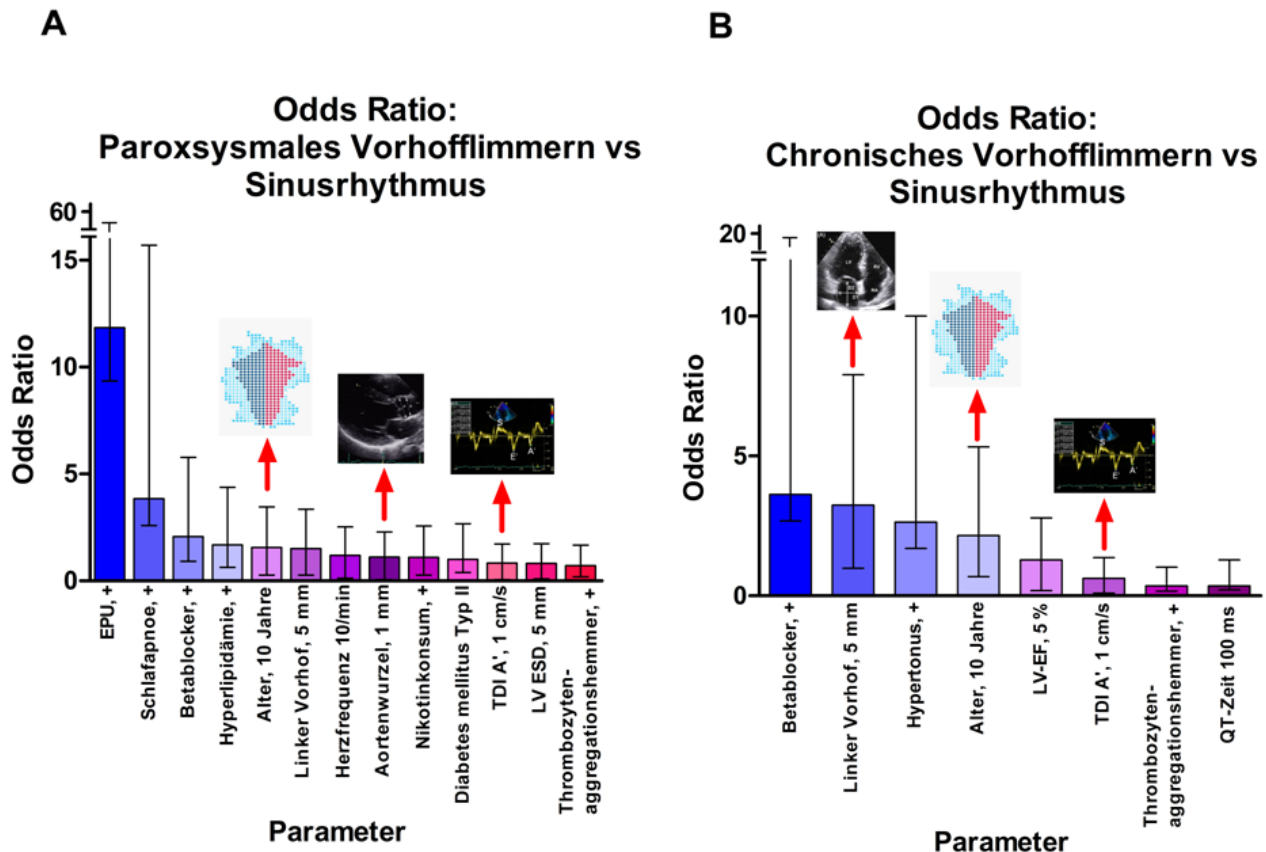 A
Odds Ratio:
Paroxsysmales Vorhofflimmern vs
Sinusrhythmus
Odds Ratio
60
15
10
5
0
EPU, +
Schlafapnoe, +
Betablocker, +
Hyperlipidämie, +
Alter, 10 Jahre
Linker Vorhof, 5 mm
Herzfrequenz 10/min
Aortenwurzel, 1 mm
Nikotinkonsum, +
Diabetes mellitus Typ II
TDI A', 1 cm/s
LV ESD, 5 mm
Thrombozyten-
aggregationshemmer, +
S
E'
A'
Parameter
B
Odds Ratio:
Chronisches Vorhofflimmern vs
Sinusrhythmus
Odds Ratio
20
10
5
0
Betablocker, +
Linker Vorhof, 5 mm
Hypertonus, +
Alter, 10 Jahre
LV-EF, 5 %
TDI A', 1 cm/s
Thrombozyten-
aggregationshemmer, +
QT-Zeit 100 ms
S
E'
A'
Parameter